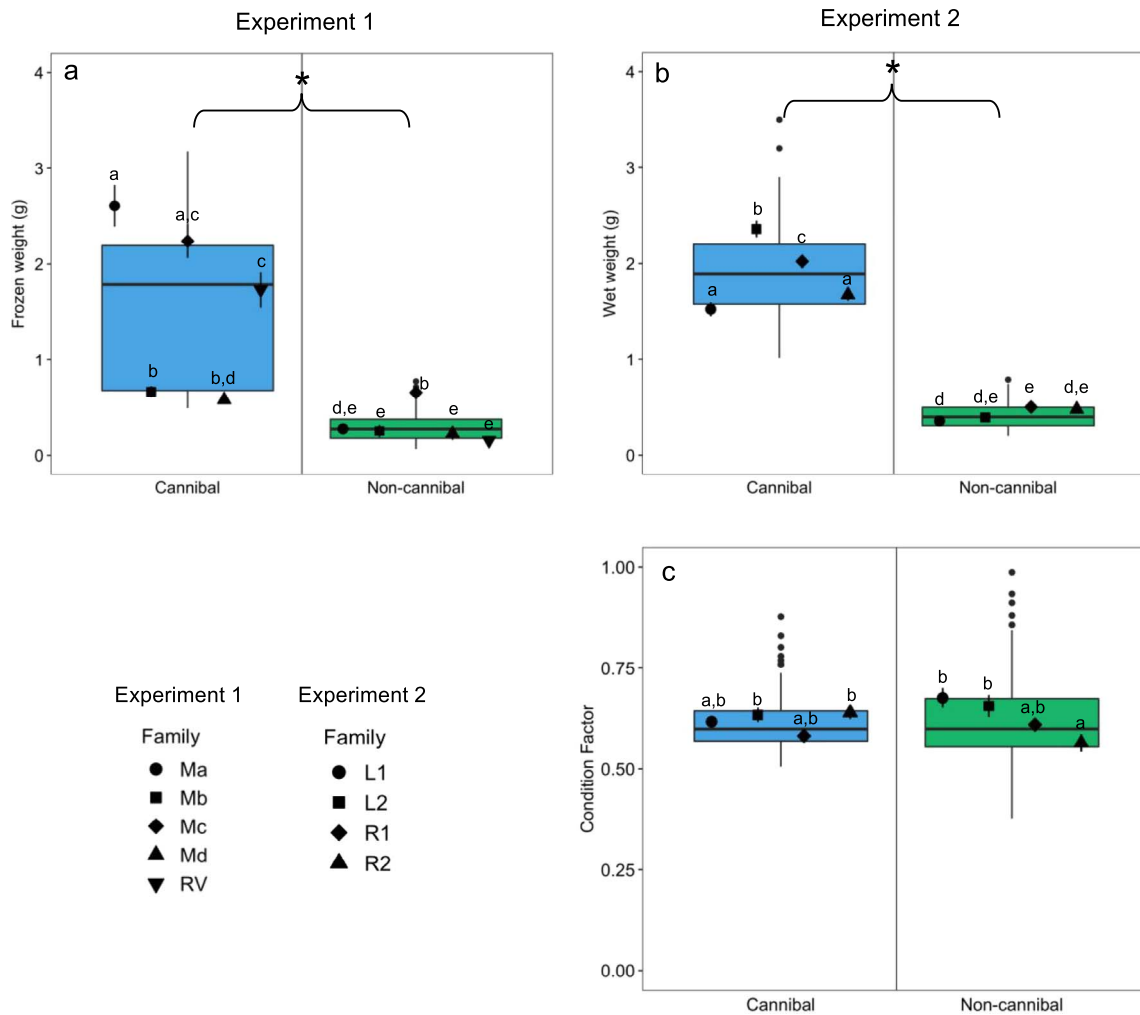 Experiment 1
Experiment 2
a
*
4
3
2
1
0
Frozen weight (g)
a
a,c
c
b
b,d
d,e
e
b
e
e
Cannibal
Non-cannibal
b
*
4
3
2
1
0
Wet weight (g)
a
b
c
a
d
d,e
e
d,e
Cannibal
Non-cannibal
c
1.00
0.75
0.50
0.25
0.00
Condition Factor
a,b
b
a,b
b
b
b
a,b
a
Cannibal
Non-cannibal
Experiment 1
Family
Ma
Mb
Mc
Md
RV
Experiment 2
Family
L1
L2
R1
R2